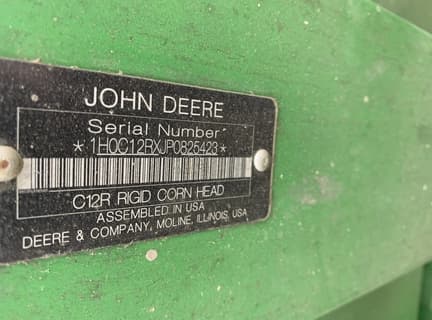 JOHN DEERE
Serial Number
*1H0C12RXJP0825423*
C12R RIGID CORN HEAD
ASSEMBLED IN USA
DEERE & COMPANY, MOLINE, ILLINOIS, USA